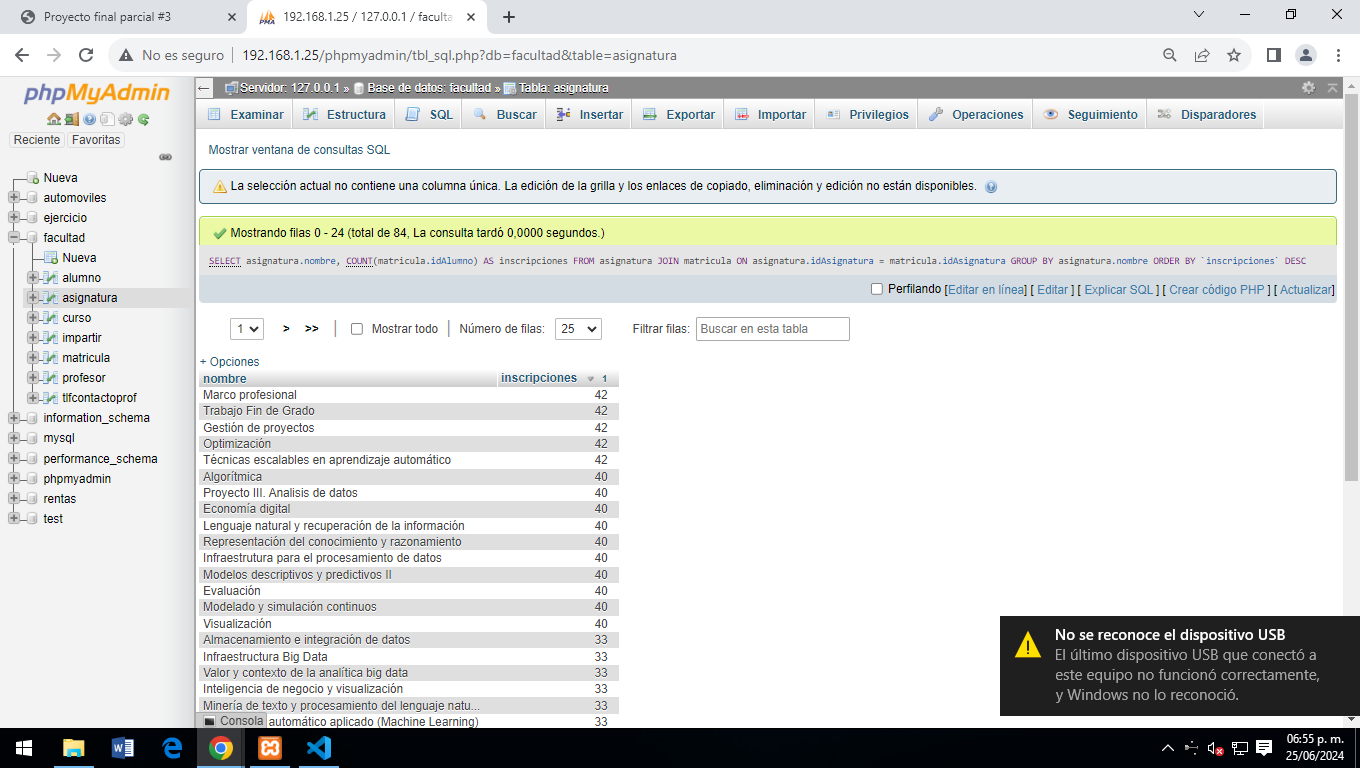 Proyecto final parcial #3
192.168.1.25 / 127.0.0.1 / faculta
No es seguro
192.168.1.25/phpmyadmin/tbl_sql.php?db=facultad&table=asignatura
phpMyAdmin
Reciente
Favoritas
Nueva
automoviles
ejercicio
facultad
Nueva
alumno
asignatura
curso
impartir
matricula
profesor
tlfcontactoprof
information_schema
mysql
performance_schema
phpmyadmin
rentas
test
Servidor: 127.0.0.1 » Base de datos: facultad » Tabla: asignatura
Examinar Estructura SQL Buscar Insertar Exportar Importar Privilegios Operaciones Seguimiento Disparadores
Mostrar ventana de consultas SQL
La selección actual no contiene una columna única. La edición de la grilla y los enlaces de copiado, eliminación y edición no están disponibles.
Mostrando filas 0 - 24 (total de 84, La consulta tardó 0,0000 segundos.)
SELECT asignatura.nombre, COUNT(matricula.idAlumno) AS inscripciones FROM asignatura JOIN matricula ON asignatura.idAsignatura = matricula.idAsignatura GROUP BY asignatura.nombre ORDER BY `inscripciones` DESC
Perfilando [Editar en línea] [ Editar ] [ Explicar SQL ] [ Crear código PHP ] [ Actualizar]
1 > >> | Mostrar todo | Número de filas: 25 Filtrar filas: Buscar en esta tabla
+ Opciones
nombre inscripciones 1
Marco profesional 42
Trabajo Fin de Grado 42
Gestión de proyectos 42
Optimización 42
Técnicas escalables en aprendizaje automático 42
Algorítmica 40
Proyecto III. Analisis de datos 40
Economía digital 40
Lenguaje natural y recuperación de la información 40
Representación del conocimiento y razonamiento 40
Infraestrutura para el procesamiento de datos 40
Modelos descriptivos y predictivos II 40
Evaluación 40
Modelado y simulación continuos 40
Visualización 40
Almacenamiento e integración de datos 33
Infraestructura Big Data 33
Valor y contexto de la analítica big data 33
Inteligencia de negocio y visualización 33
Minería de texto y procesamiento del lenguaje natu... 33
Consola automático aplicado (Machine Learning) 33
No se reconoce el dispositivo USB
El último dispositivo USB que conectó a
este equipo no funcionó correctamente,
y Windows no lo reconoció.
06:55 p. m.
25/06/2024